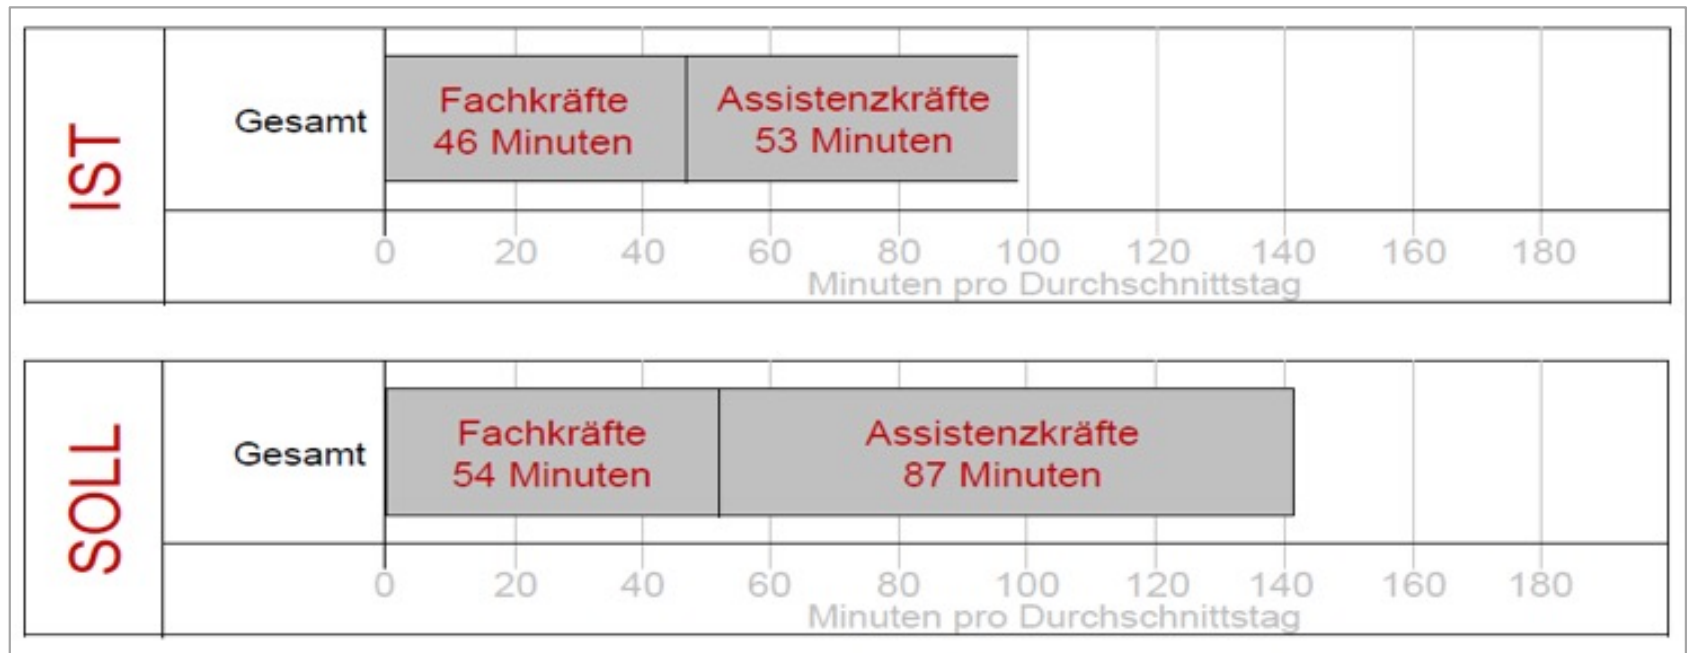 IST
Gesamt
Fachkräfte
46 Minuten
Assistenzkräfte
53 Minuten
0 20 40 60 80 100 120 140 160 180
Minuten pro Durchschnittstag
SOLL
Gesamt
Fachkräfte
54 Minuten
Assistenzkräfte
87 Minuten
0 20 40 60 80 100 120 140 160 180
Minuten pro Durchschnittstag